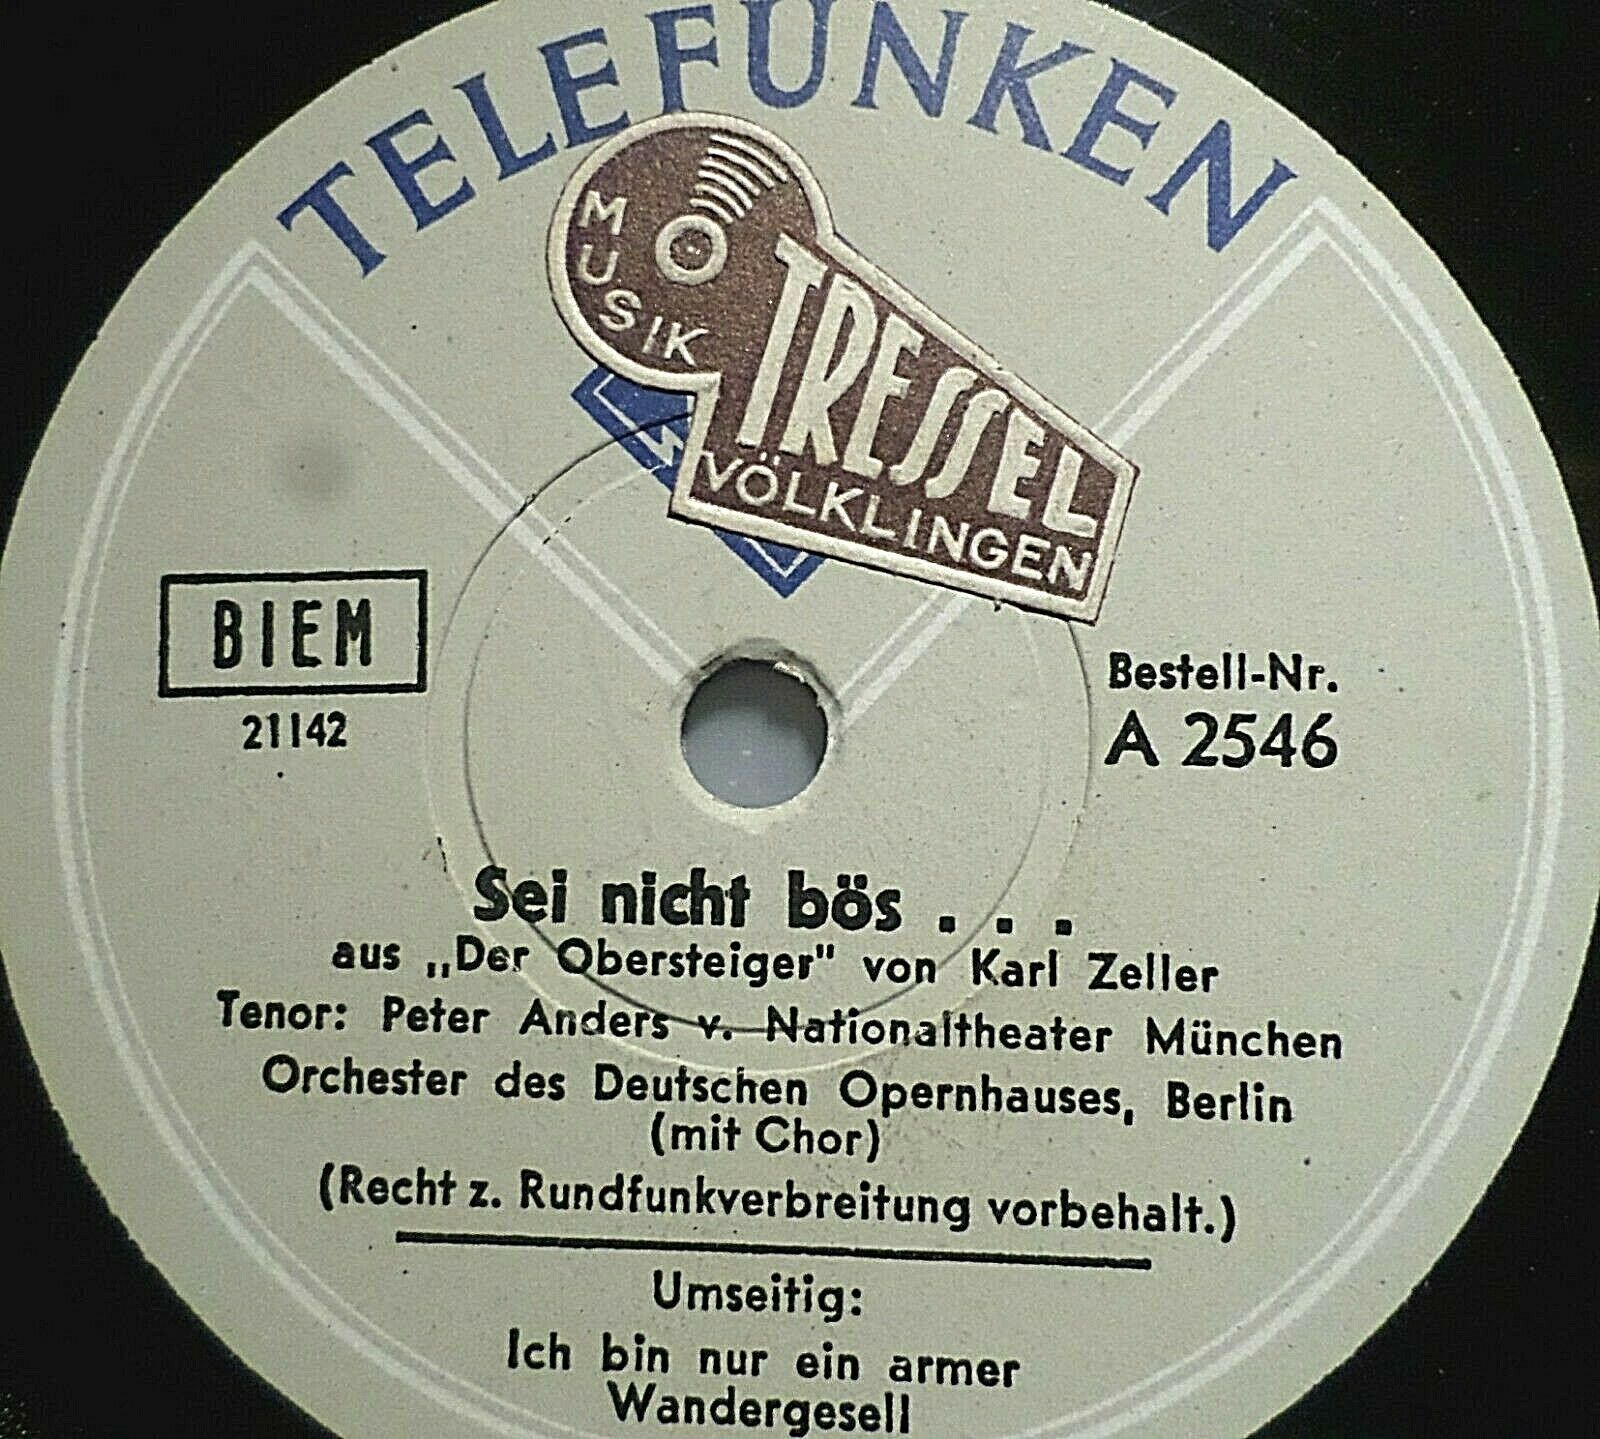 TELEFUNKEN
MUSIK
TRESSEL
VÖLKLINGEN
BIEM
21142
Bestell-Nr.
A 2546
Sei nicht bös . . .
aus „Der Obersteiger" von Karl Zeller
Tenor: Peter Anders v. Nationaltheater München
Orchester des Deutschen Opernhauses, Berlin
(mit Chor)
(Recht z. Rundfunkverbreitung vorbehalt.)
Umseitig:
Ich bin nur ein armer
Wandergesell